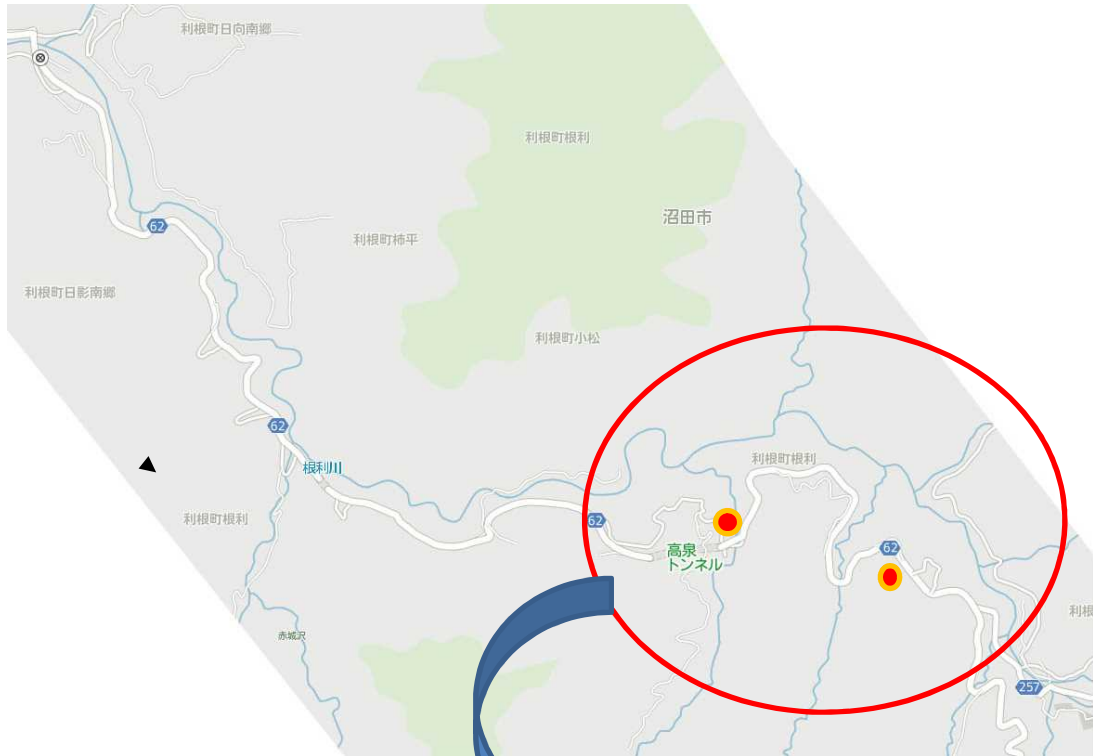 利根町日向南郷
利根町根利
沼田市
62
利根町柿平
利根町日影南郷
利根町小松
62
根利川
利根町根利
利根町根利
62
高泉
トンネル
62
利根
赤城沢
257